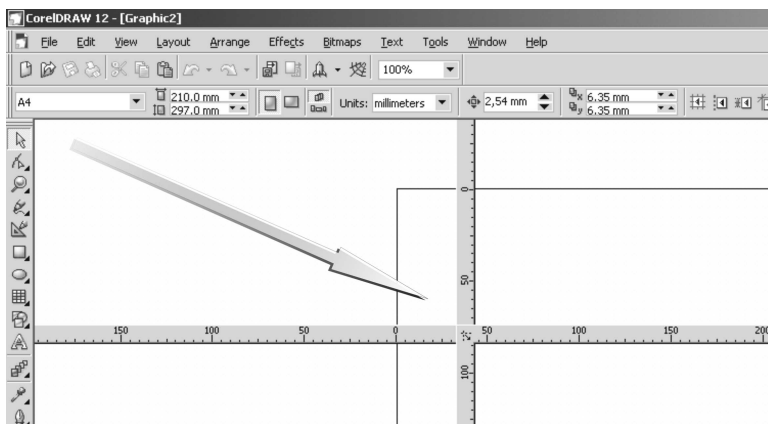 CorelDRAW 12 - [Graphic2]
File Edit View Layout Arrange Effects Bitmaps Text Tools Window Help
100%
A4 210.0 mm 297.0 mm Units: millimeters 2,54 mm x 6.35 mm y 6.35 mm
0
50
150 100 50 0 50 100 150 200
100